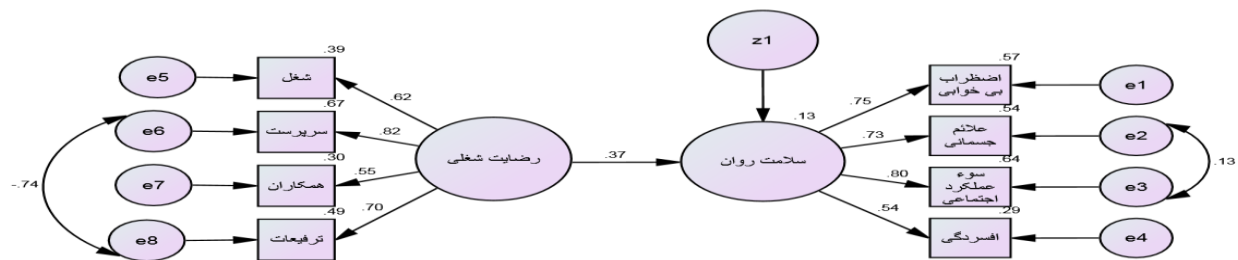 z1
.39
.57
e5
شغل
اضطراب
بی خوابی
e1
.62
.75
.67
.13
.54
e6
سرپرست
.82
.73
علائم
جسمانی
e2
.30
رضایت شغلی
.37
سلامت روان
.64
.13
-.74
e7
همکاران
.55
.80
سوء
عملکرد
اجتماعی
e3
.49
.70
.54
.29
e8
ترفیعات
افسردگی
e4